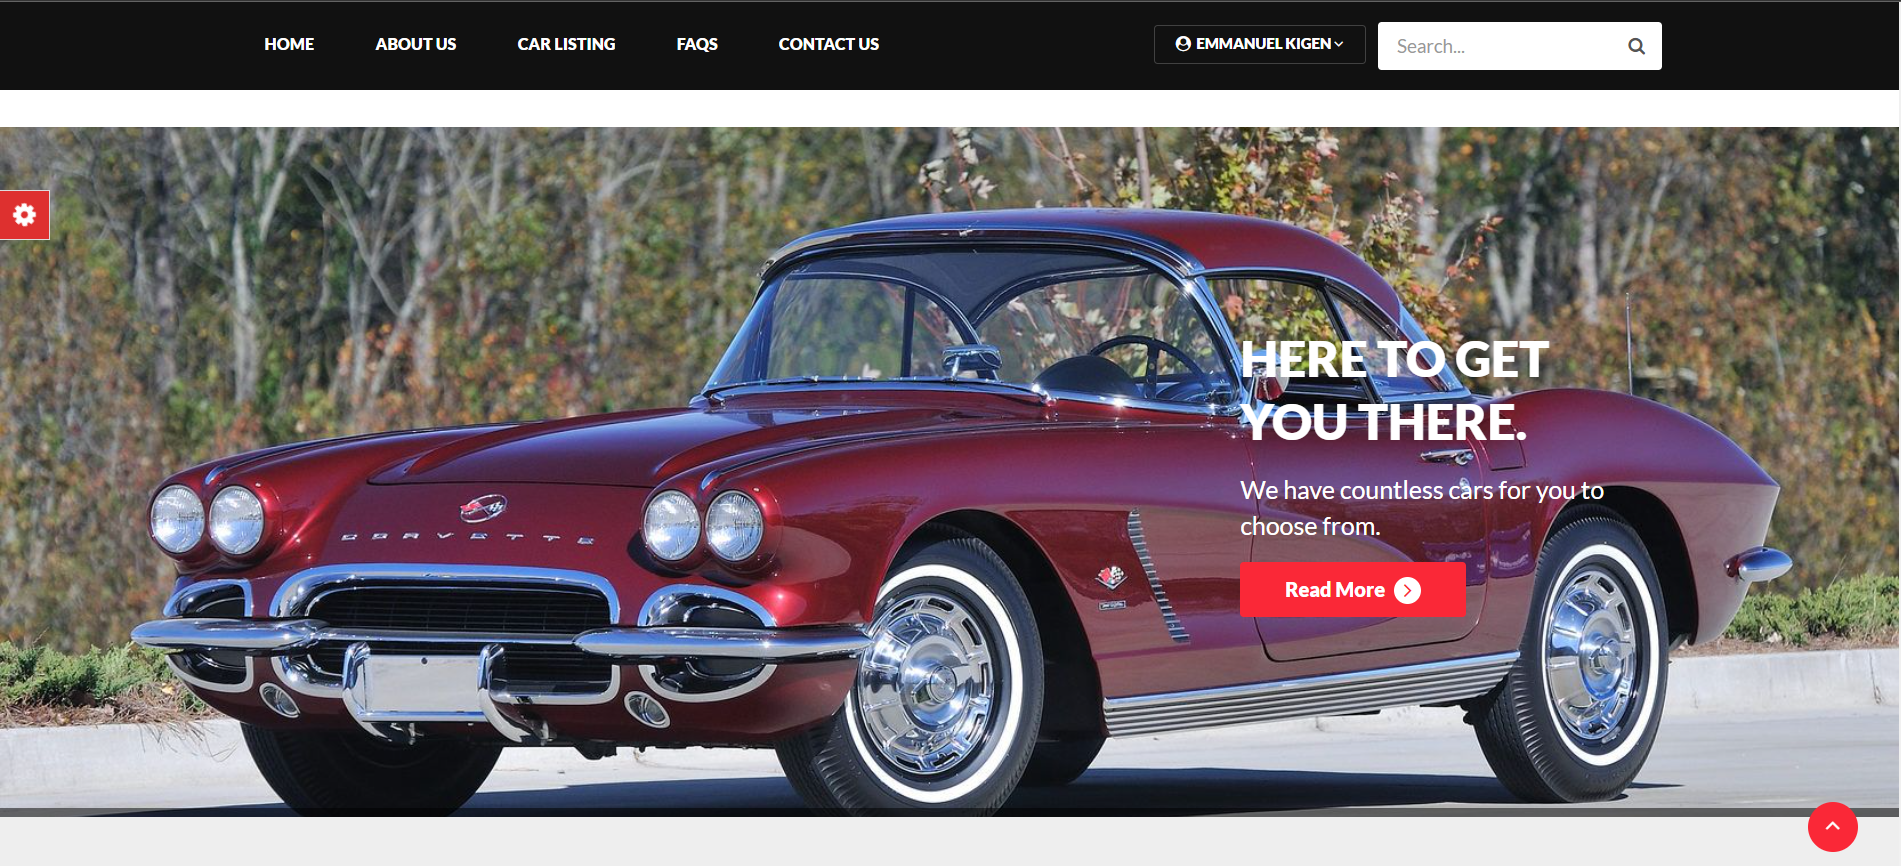 HOME ABOUT US CAR LISTING FAQS CONTACT US EMMANUEL KIGEN Search...
HERE TO GET
YOU THERE.
We have countless cars for you to
choose from.
CORVETTE
Read More